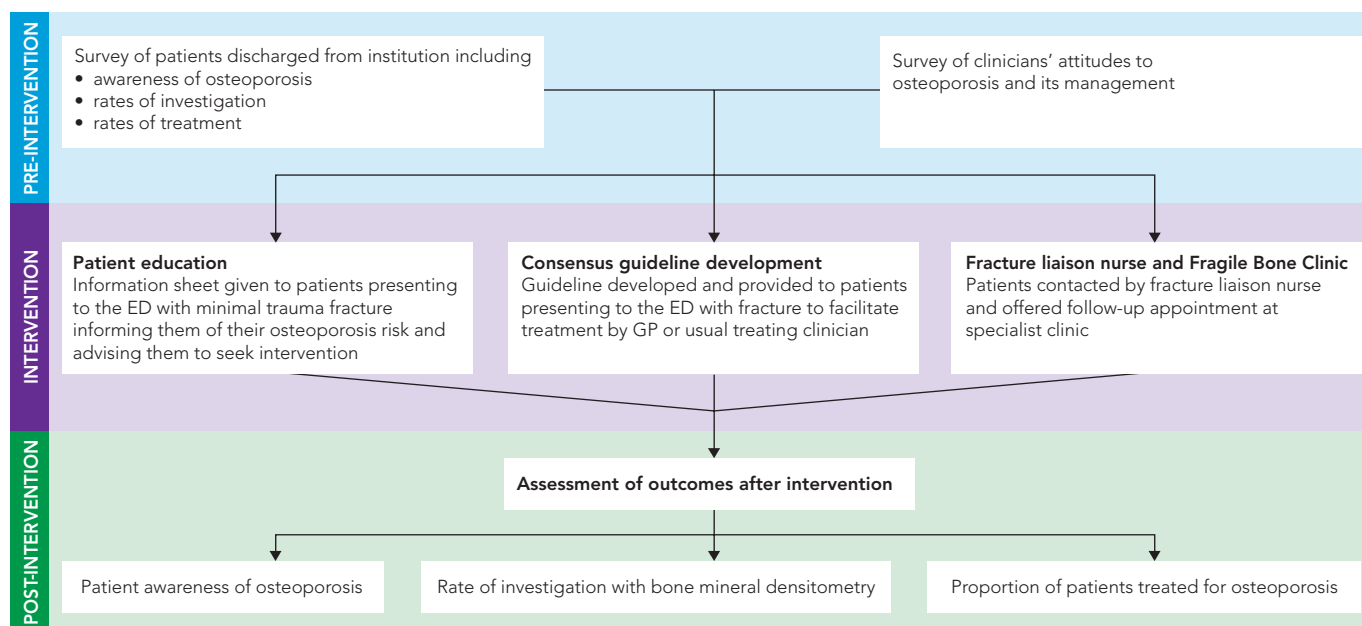 PRE-INTERVENTION
Survey of patients discharged from institution including
• awareness of osteoporosis
• rates of investigation
• rates of treatment
Survey of clinicians’ attitudes to
osteoporosis and its management
INTERVENTION
Patient education
Information sheet given to patients presenting
to the ED with minimal trauma fracture
informing them of their osteoporosis risk and
advising them to seek intervention
Consensus guideline development
Guideline developed and provided to patients
presenting to the ED with fracture to facilitate
treatment by GP or usual treating clinician
Fracture liaison nurse and Fragile Bone Clinic
Patients contacted by fracture liaison nurse
and offered follow-up appointment at
specialist clinic
POST-INTERVENTION
Assessment of outcomes after intervention
Patient awareness of osteoporosis
Rate of investigation with bone mineral densitometry
Proportion of patients treated for osteoporosis